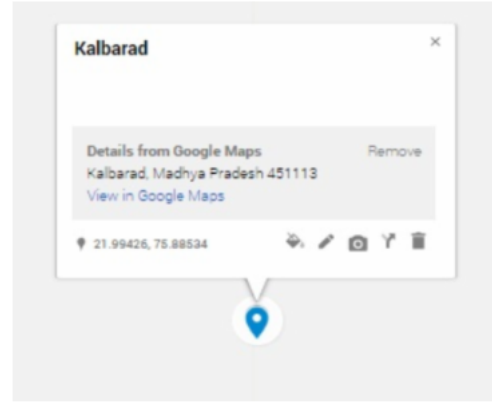 Kalbarad
Details from Google Maps Remove
Kalbarad, Madhya Pradesh 451113
View in Google Maps
21.99426, 75.88534